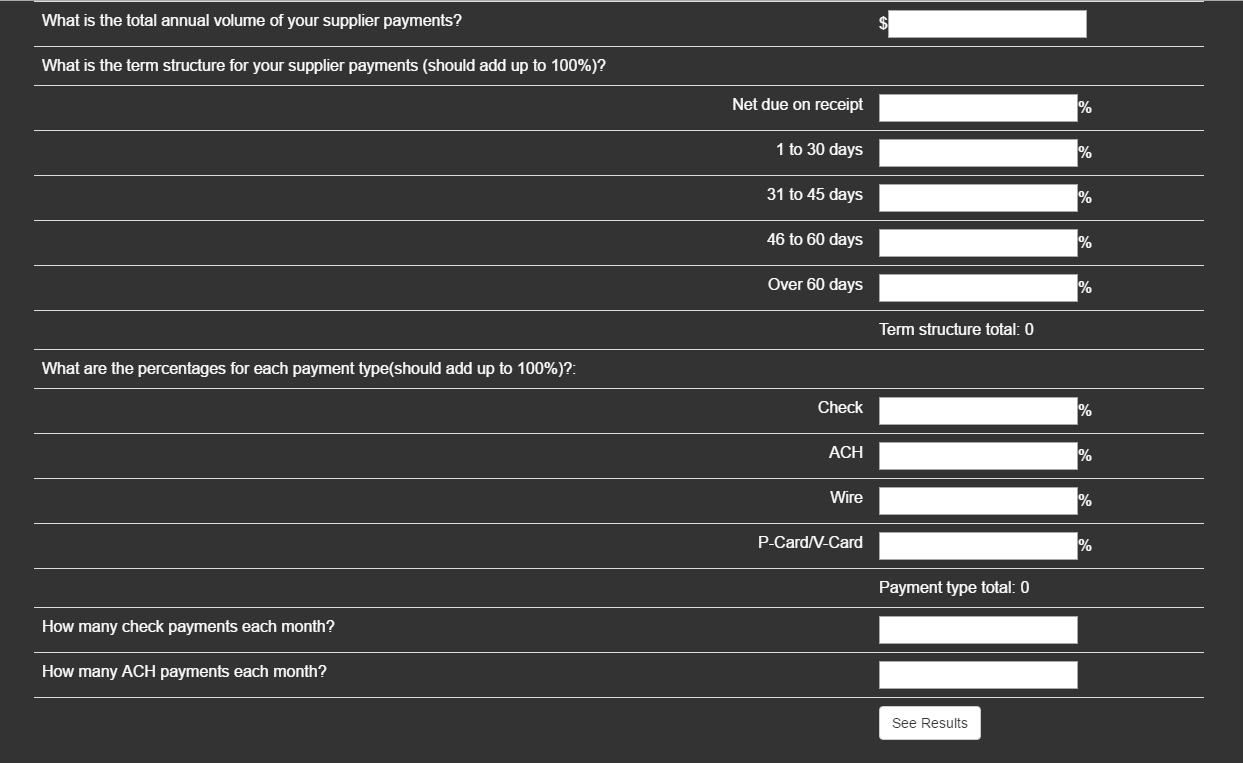 What is the total annual volume of your supplier payments? $
What is the term structure for your supplier payments (should add up to 100%)?
Net due on receipt %
1 to 30 days %
31 to 45 days %
46 to 60 days %
Over 60 days %
Term structure total: 0
What are the percentages for each payment type(should add up to 100%)?:
Check %
ACH %
Wire %
P-Card/V-Card %
Payment type total: 0
How many check payments each month?
How many ACH payments each month?
See Results